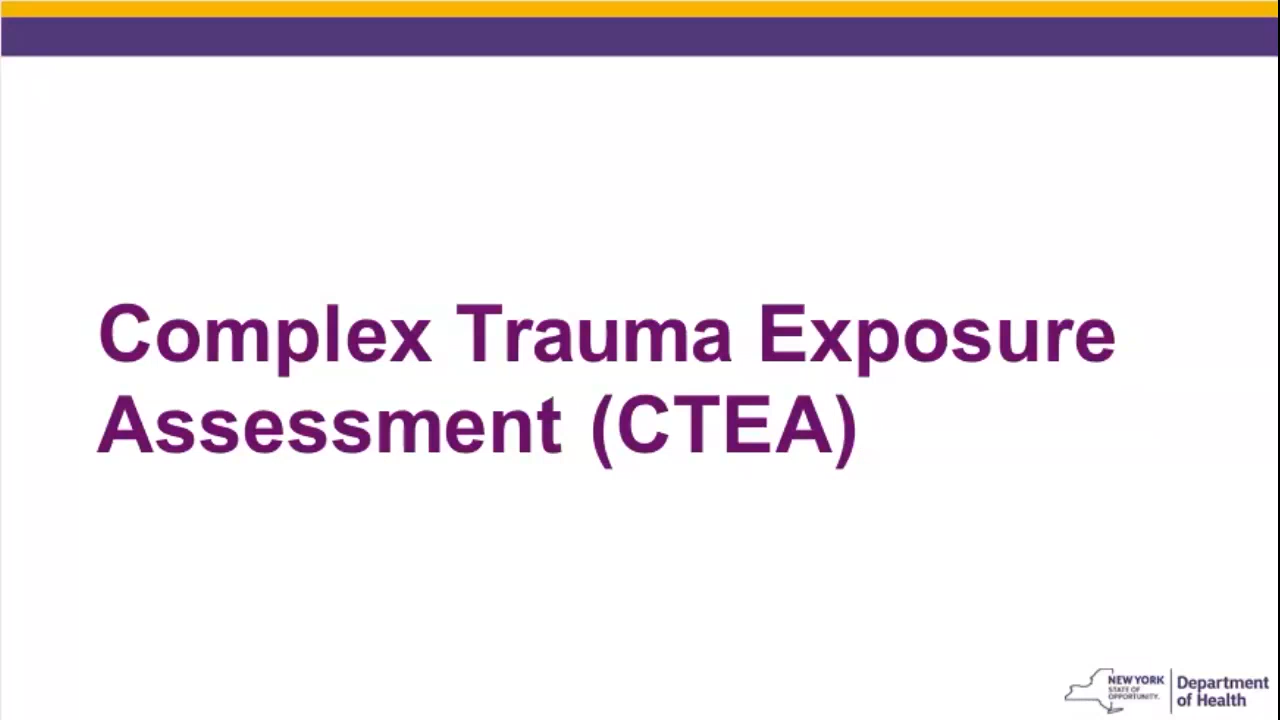 Complex Trauma Exposure
Assessment (CTEA)
NEW YORK
STATE OF
OPPORTUNITY.
Department
of Health